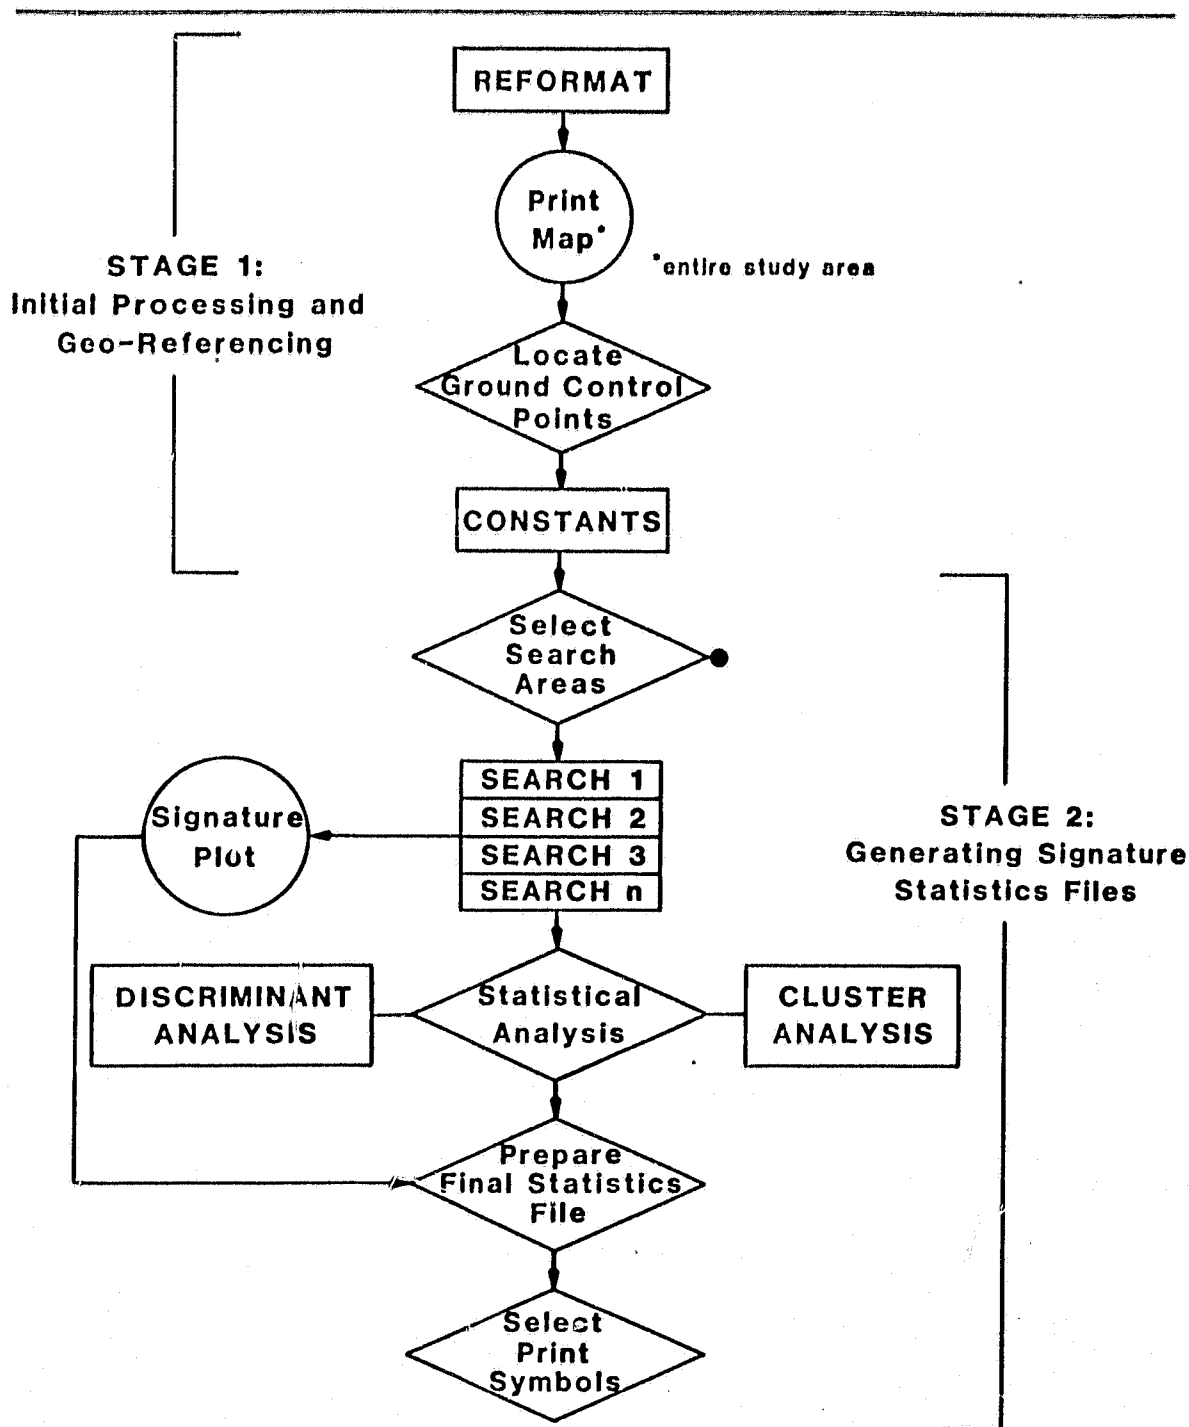 REFORMAT
Print
Map*
*entire study area
STAGE 1:
Initial Processing and
Geo-Referencing
Locate
Ground Control
Points
CONSTANTS
Select
Search
Areas
SEARCH 1
SEARCH 2
SEARCH 3
SEARCH n
Signature
Plot
STAGE 2:
Generating Signature
Statistics Files
DISCRIMINANT
ANALYSIS
Statistical
Analysis
CLUSTER
ANALYSIS
Prepare
Final Statistics
File
Select
Print
Symbols